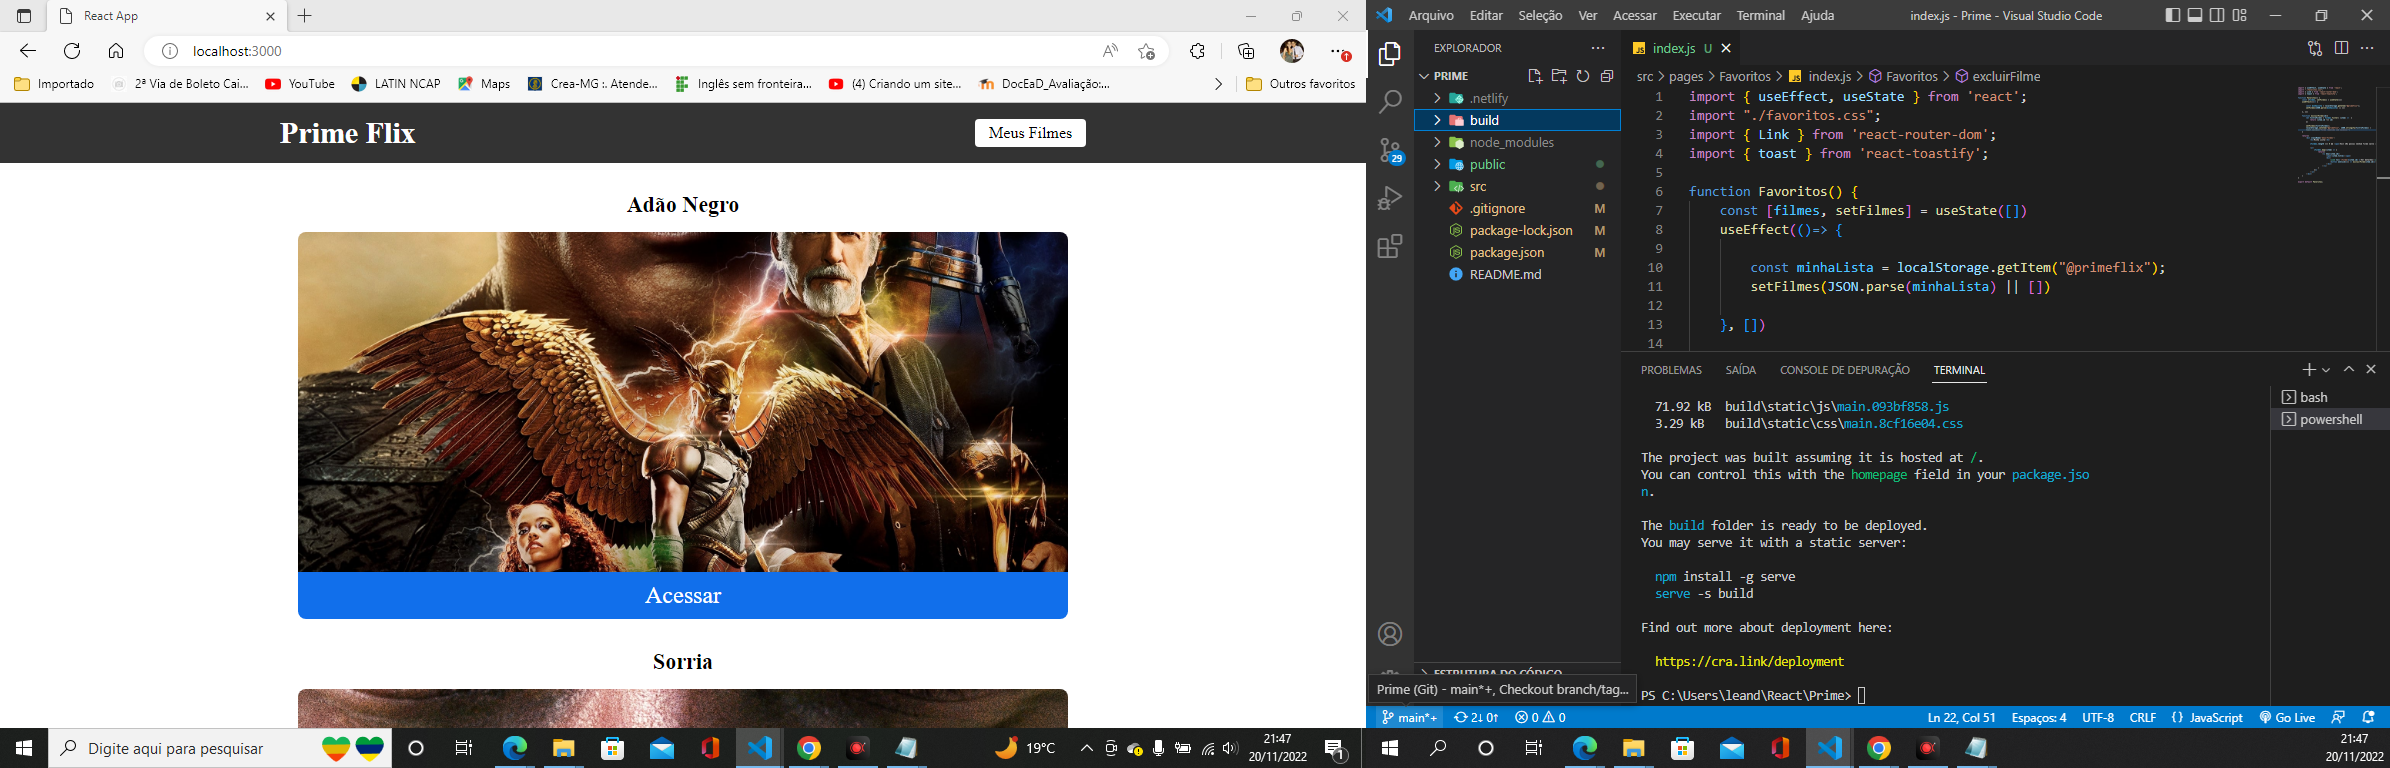 React App
localhost:3000
Importado
2ª Via de Boleto Cai...
YouTube
LATIN NCAP
Maps
Crea-MG :. Atende...
Inglês sem fronteira...
(4) Criando um site...
DocEaD_Avaliação:...
Outros favoritos
Prime Flix
Meus Filmes
Adão Negro
Acessar
Sorria
Digite aqui para pesquisar
19°C
21:47
20/11/2022
1
Arquivo Editar Seleção Ver Acessar Executar Terminal Ajuda
index.js - Prime - Visual Studio Code
EXPLORADOR
PRIME
.netlify
build
node_modules
public
src
.gitignore M
package-lock.json M
package.json M
README.md
29
index.js U
src > pages > Favoritos > index.js > Favoritos > excluirFilme
1 import { useEffect, useState } from 'react';
2 import "./favoritos.css";
3 import { Link } from 'react-router-dom';
4 import { toast } from 'react-toastify';
5
6 function Favoritos() {
7 const [filmes, setFilmes] = useState([])
8 useEffect(()=> {
9
10 const minhaLista = localStorage.getItem("@primeflix");
11 setFilmes(JSON.parse(minhaLista) || [])
12
13 }, [])
14
PROBLEMAS SAÍDA CONSOLE DE DEPURAÇÃO TERMINAL
bash
powershell
71.92 kB build\static\js\main.093bf858.js
3.29 kB build\static\css\main.8cf16e04.css
The project was built assuming it is hosted at /.
You can control this with the homepage field in your package.jso
n.
The build folder is ready to be deployed.
You may serve it with a static server:
npm install -g serve
serve -s build
Find out more about deployment here:
https://cra.link/deployment
PS C:\Users\leand\React\Prime>
ESTRUTURA DO CÓDIGO
Prime (Git) - main*+, Checkout branch/tag...
main*+
2↓ 0↑
0 0
Ln 22, Col 51
Espaços: 4
UTF-8
CRLF
{ } JavaScript
Go Live
21:47
20/11/2022